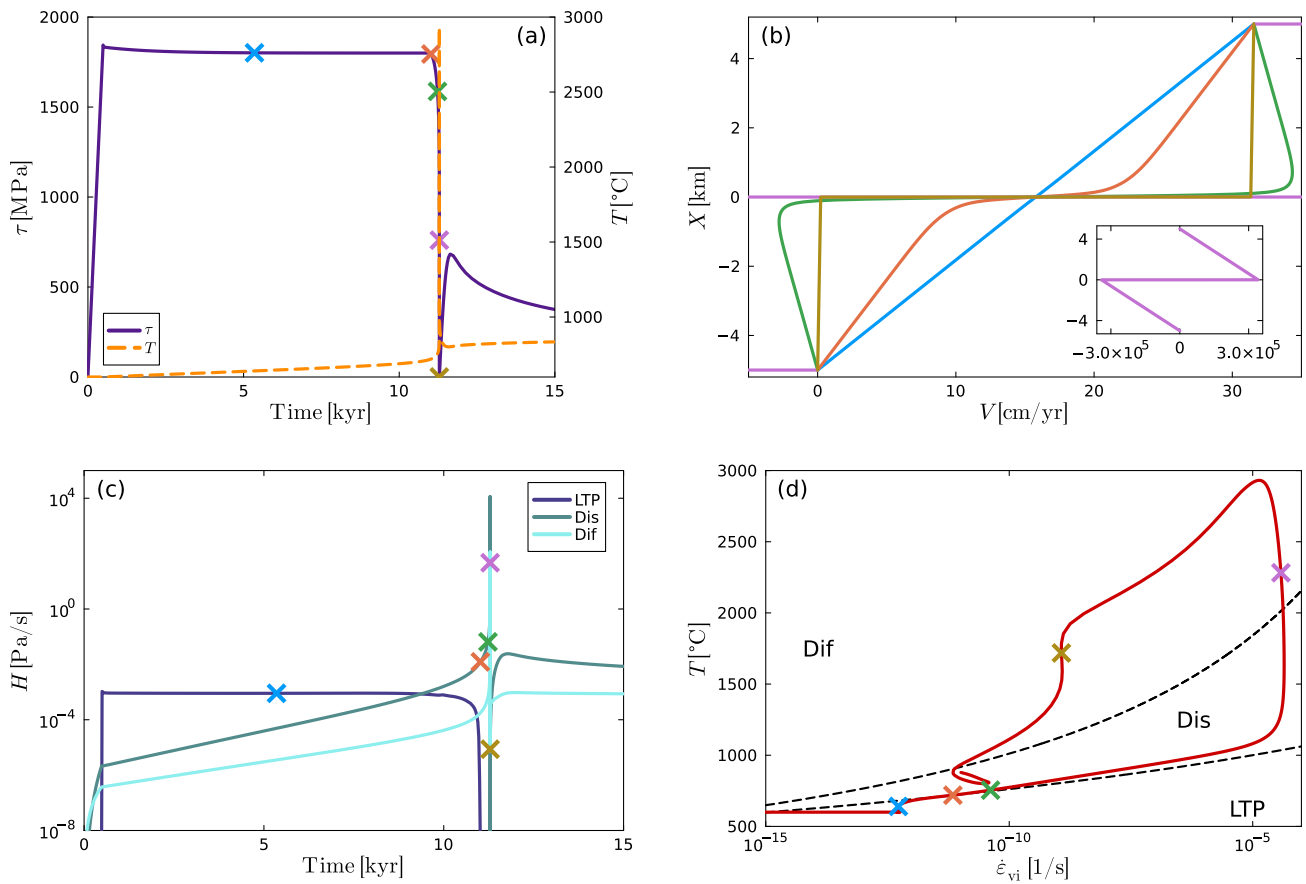 (a)
2000
1500
1000
500
0
τ [MPa]
3000
2500
2000
1500
1000
T [°C]
τ
T
0 5 10 15
Time [kyr]
(b)
4
2
0
−2
−4
X [km]
4
0
−4
−3.0×10⁵ 0 3.0×10⁵
0 10 20 30
V [cm/yr]
(c)
10⁴
10⁰
10⁻⁴
10⁻⁸
H [Pa/s]
LTP
Dis
Dif
0 5 10 15
Time [kyr]
(d)
3000
2500
2000
1500
1000
500
T [°C]
Dif
Dis
LTP
10⁻¹⁵ 10⁻¹⁰ 10⁻⁵
ε̇ᵥᵢ [1/s]